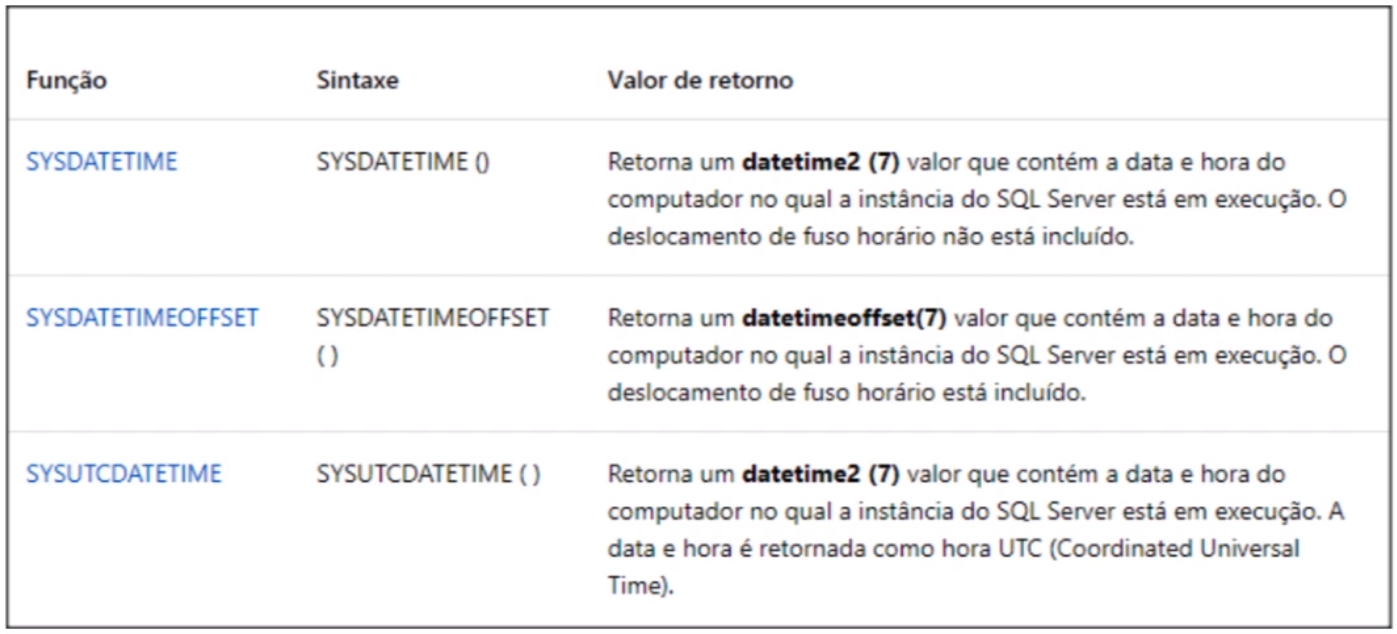 Função Sintaxe Valor de retorno
SYSDATETIME SYSDATETIME () Retorna um datetime2 (7) valor que contém a data e hora do
computador no qual a instância do SQL Server está em execução. O
deslocamento de fuso horário não está incluído.
SYSDATETIMEOFFSET SYSDATETIMEOFFSET Retorna um datetimeoffset(7) valor que contém a data e hora do
( ) computador no qual a instância do SQL Server está em execução. O
deslocamento de fuso horário está incluído.
SYSUTCDATETIME SYSUTCDATETIME ( ) Retorna um datetime2 (7) valor que contém a data e hora do
computador no qual a instância do SQL Server está em execução. A
data e hora é retornada como hora UTC (Coordinated Universal
Time).